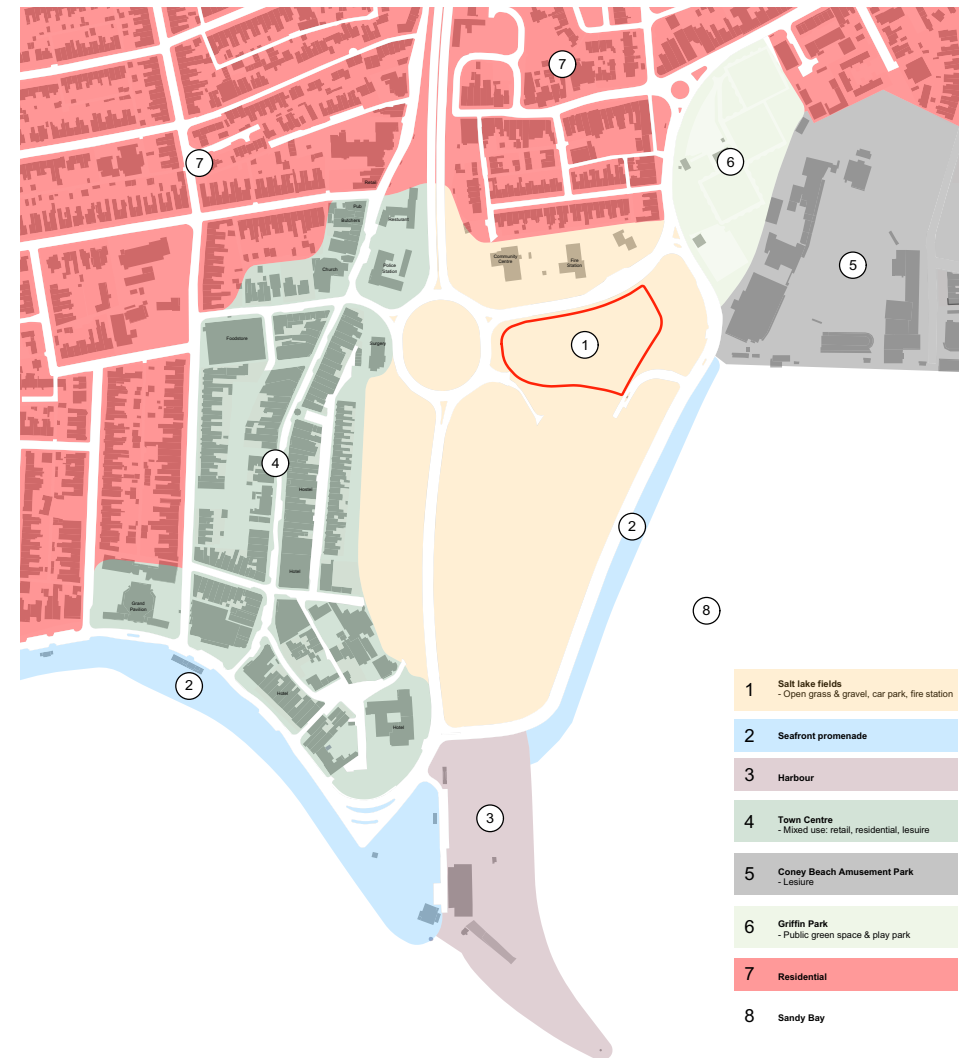 7
7
6
5
Retail
Pub
Butchers
Restaurant
Church
Police
Station
Community
Centre
Fire
Station
Foodstore
Surgery
1
4
Hostel
Hotel
2
8
Grand
Pavilion
2
Hotel
Hotel
3
1 Salt lake fields
- Open grass & gravel, car park, fire station
2 Seafront promenade
3 Harbour
4 Town Centre
- Mixed use: retail, residential, lesuire
5 Coney Beach Amusement Park
- Lesiure
6 Griffin Park
- Public green space & play park
7 Residential
8 Sandy Bay